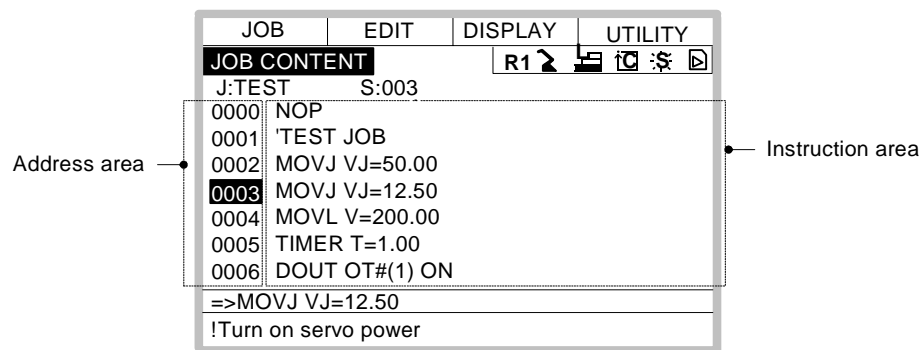 JOB EDIT DISPLAY UTILITY
JOB CONTENT R1 C S
J:TEST S:003
0000 NOP
0001 'TEST JOB
Address area 0002 MOVJ VJ=50.00 Instruction area
0003 MOVJ VJ=12.50
0004 MOVL V=200.00
0005 TIMER T=1.00
0006 DOUT OT#(1) ON
=>MOVJ VJ=12.50
!Turn on servo power